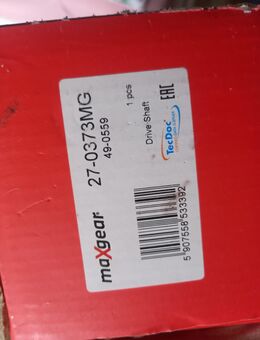 maxgear
27-0373MG
49-0559
1 pcs
Drive Shaft
EAC
TecDoc
5 907558 533392